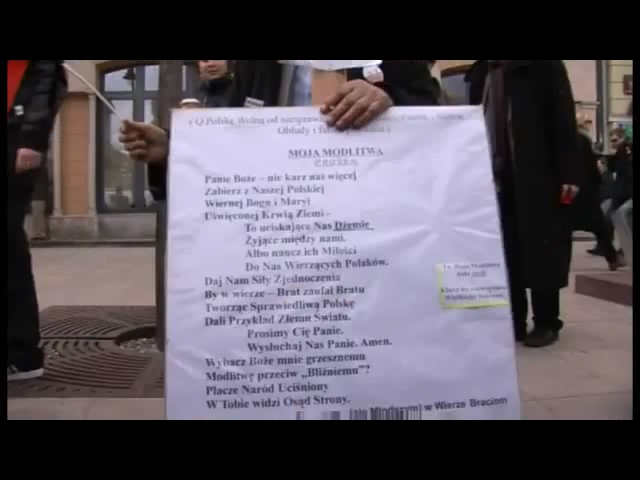 MOJA MODLITWA
Panie Boże – nie karz nas więcej
Zabierz z Naszej Polskiej
Wiernej Bogu i Maryi
Uświęconej Krwią Ziemi -
To uciskające Nas Dżemie
Żyjące między nami.
Albo naucz ich Miłości
Do Nas Wierzących Polaków.
Daj Nam Siły Zjednoczenia
By w wierze – Brat zaufał Bratu
Tworząc Sprawiedliwą Polskę
Dali Przykład Złemu Światu.
Prosimy Cię Panie.
Wysłuchaj Nas Panie. Amen.
Wybacz Boże mnie grzesznemu
Modlitwę przeciw „Bliźniemu”?
Płacze Naród Uciśniony
W Tobie widzi Osąd Strony.
w Wierze Braciom